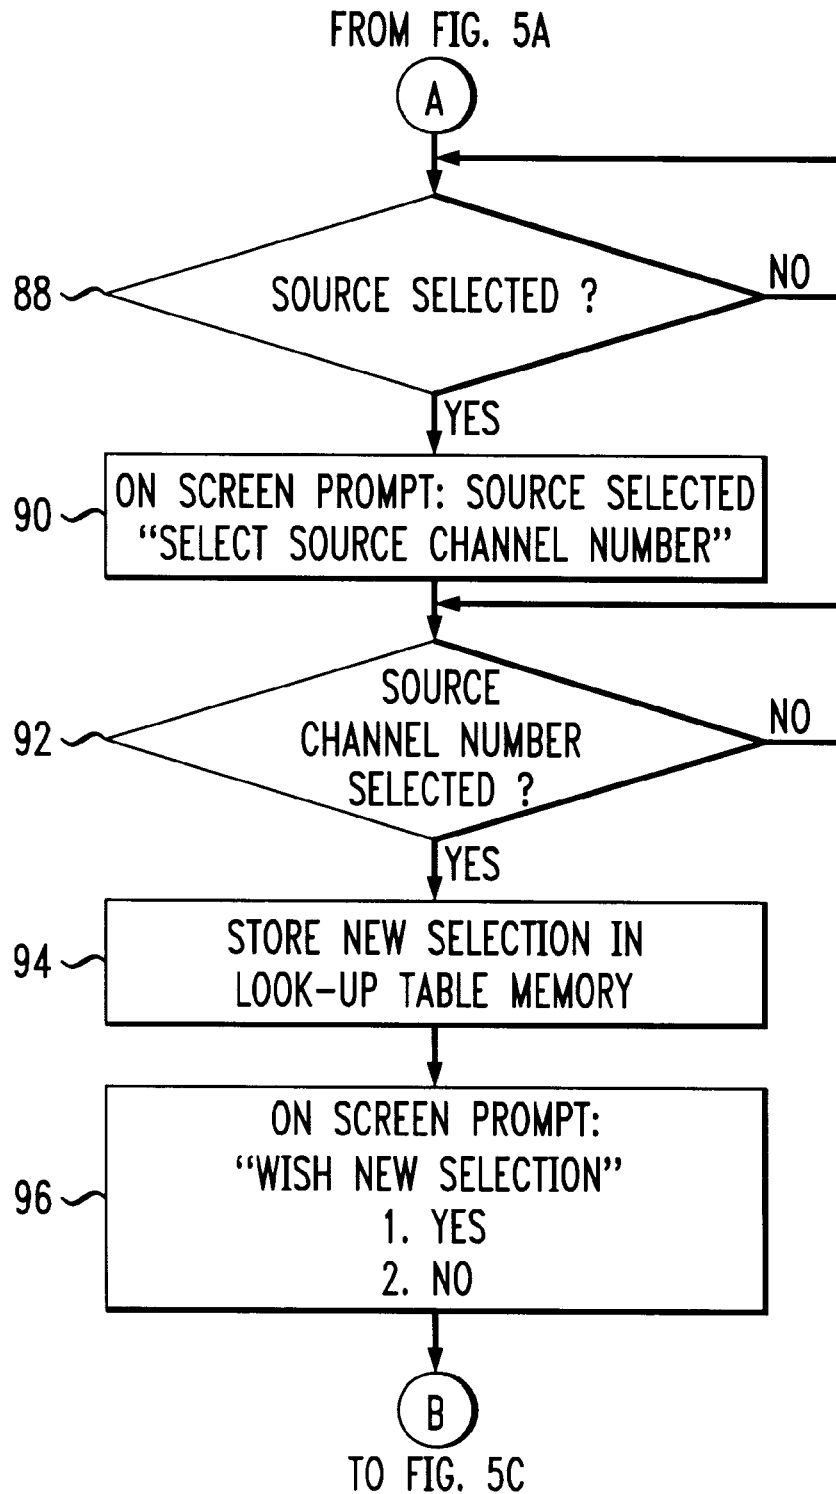 FROM FIG. 5A
A
88
SOURCE SELECTED ?
NO
YES
90
ON SCREEN PROMPT: SOURCE SELECTED
“SELECT SOURCE CHANNEL NUMBER”
92
SOURCE
CHANNEL NUMBER
SELECTED ?
NO
YES
94
STORE NEW SELECTION IN
LOOK-UP TABLE MEMORY
96
ON SCREEN PROMPT:
“WISH NEW SELECTION”
1. YES
2. NO
B
TO FIG. 5C